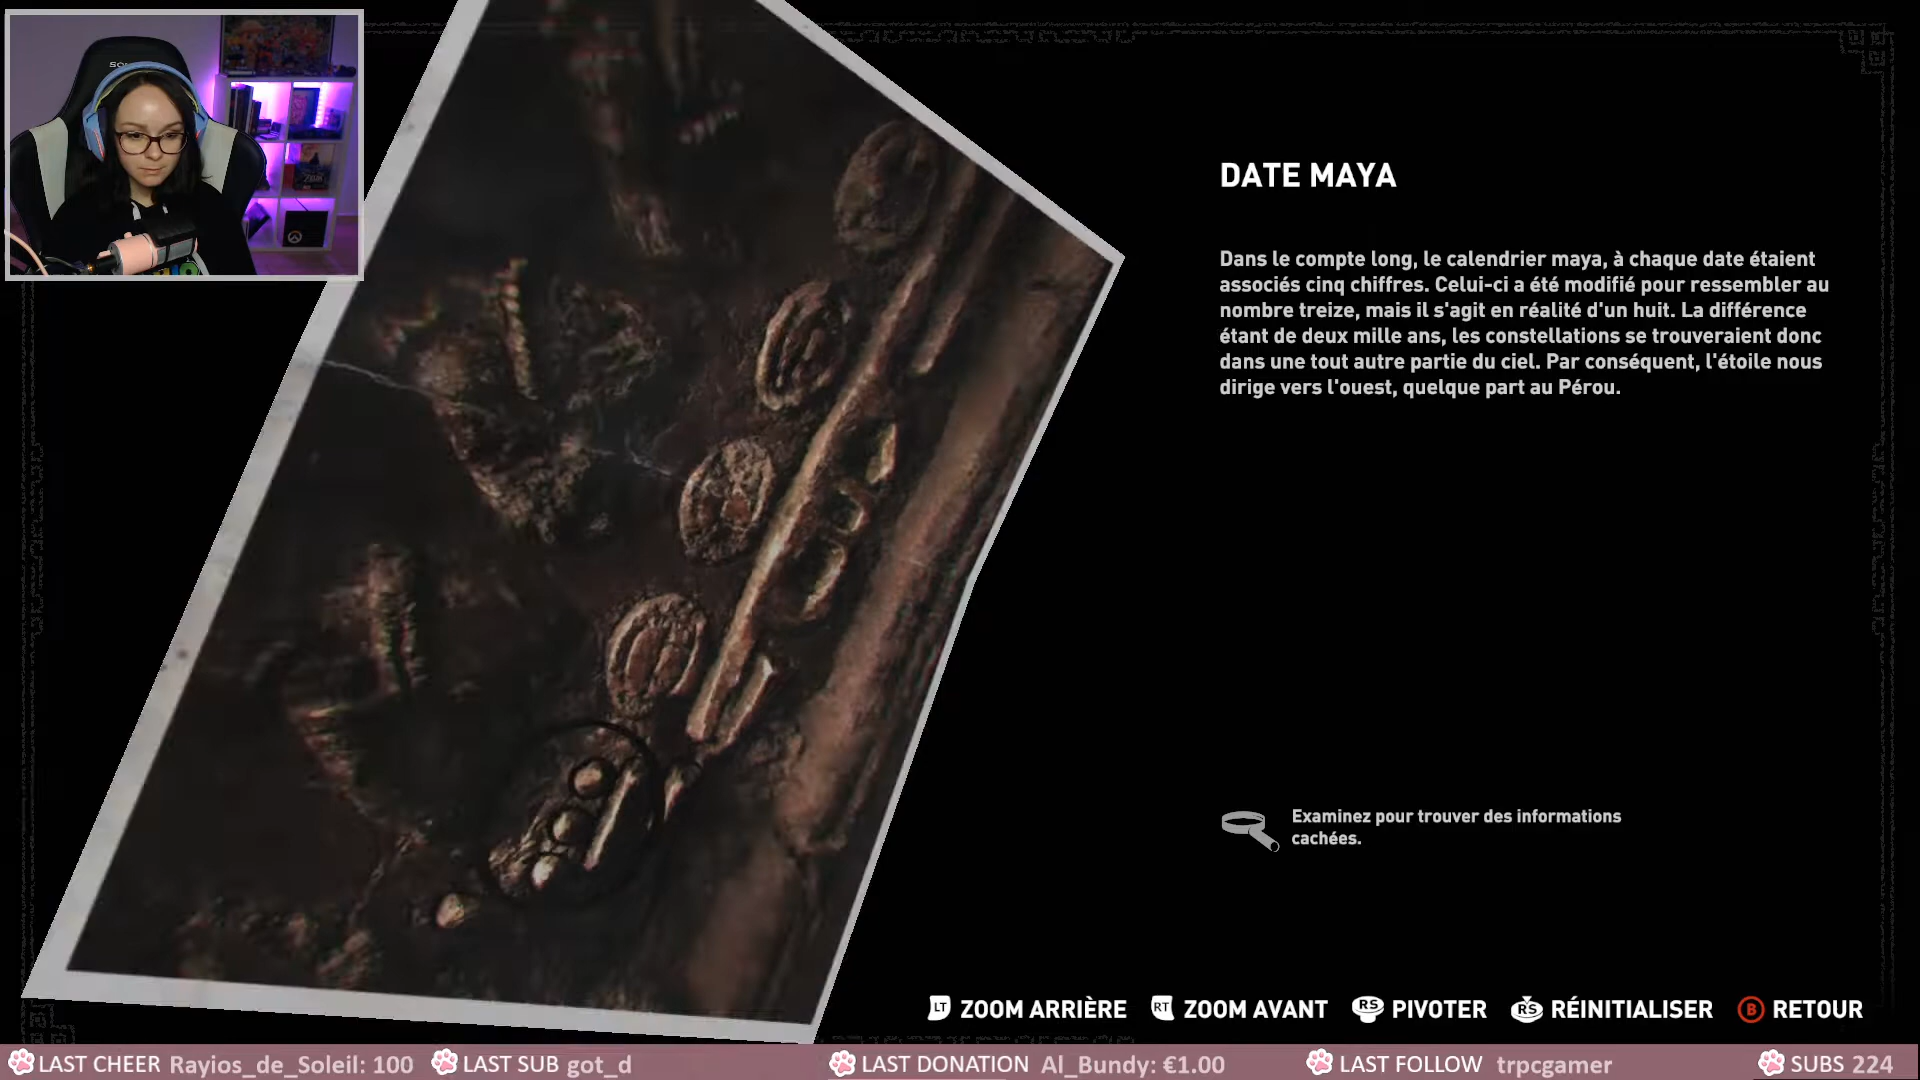 DATE MAYA
Dans le compte long, le calendrier maya, à chaque date étaient
associés cinq chiffres. Celui-ci a été modifié pour ressembler au
nombre treize, mais il s'agit en réalité d'un huit. La différence
étant de deux mille ans, les constellations se trouveraient donc
dans une tout autre partie du ciel. Par conséquent, l'étoile nous
dirige vers l'ouest, quelque part au Pérou.
Examinez pour trouver des informations
cachées.
LT ZOOM ARRIÈRE RT ZOOM AVANT RS PIVOTER RS RÉINITIALISER B RETOUR
LAST CHEER Rayios_de_Soleil: 100 LAST SUB got_d LAST DONATION Al_Bundy: €1.00 LAST FOLLOW trpcgamer SUBS 224